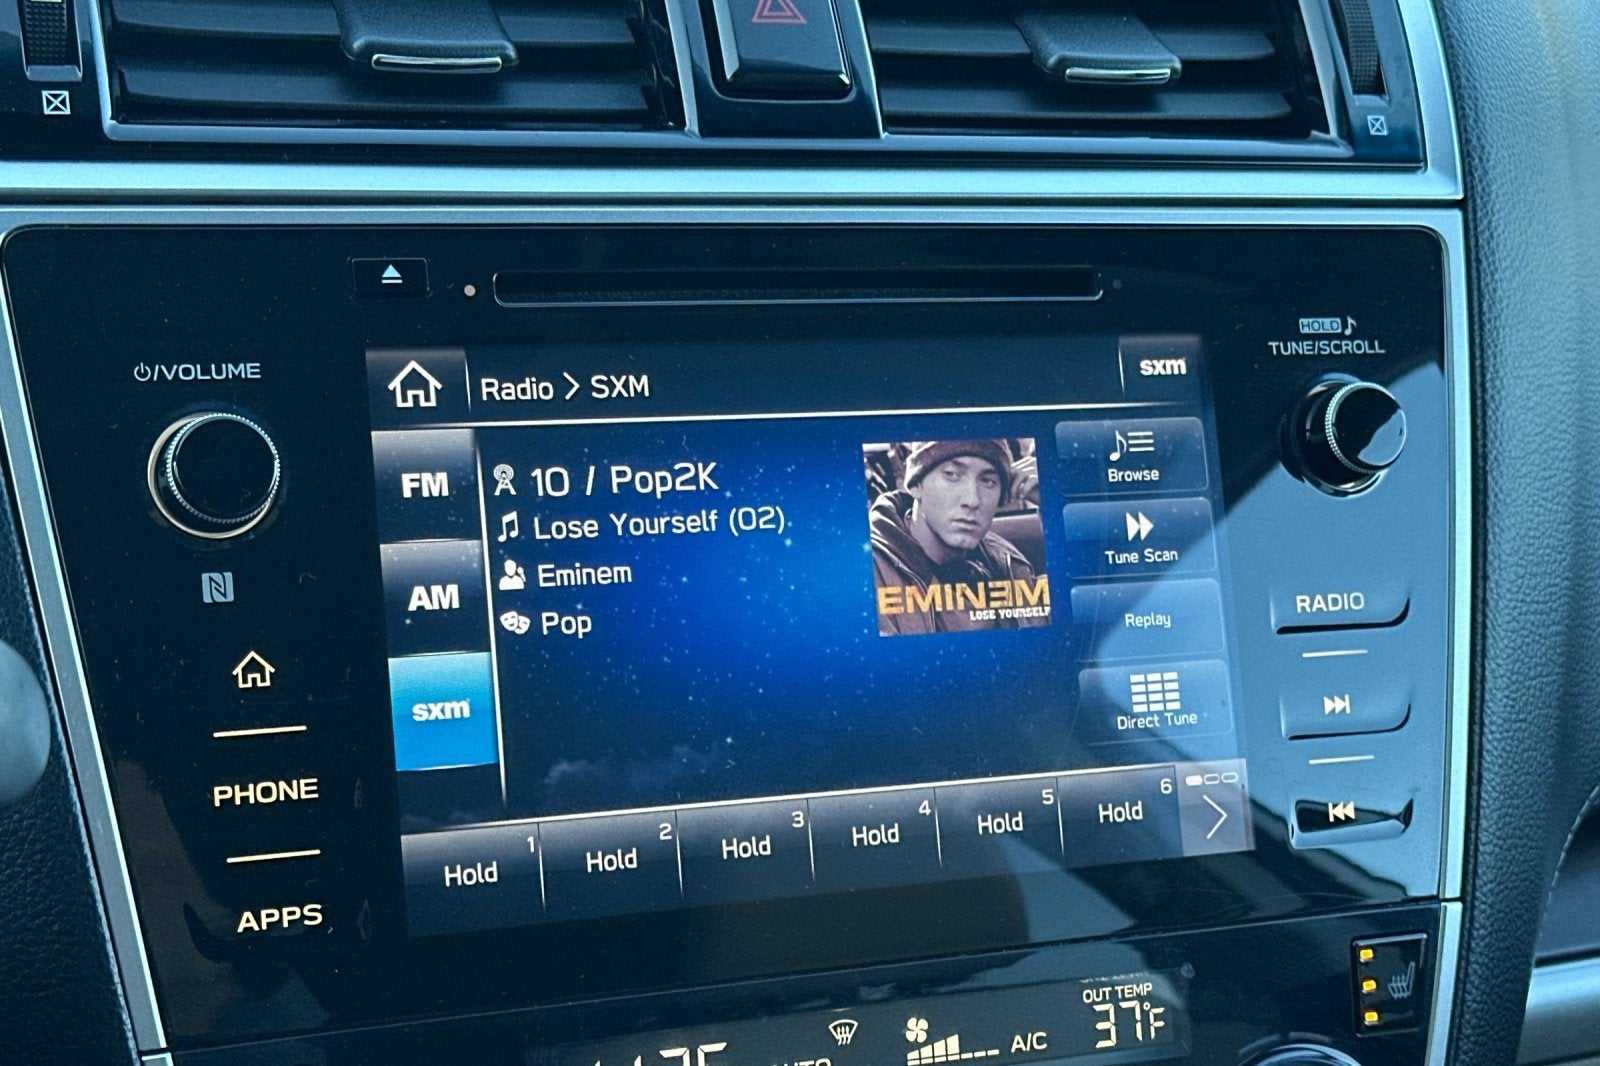 HOLD
TUNE/SCROLL
/VOLUME
Radio > SXM
sxm
FM
10 / Pop2K
Browse
Lose Yourself (02)
Tune Scan
AM
Eminem
EMINEM
LOSE YOURSELF
RADIO
Pop
Replay
sxm
Direct Tune
PHONE
1 2 3 4 5 6
Hold Hold Hold Hold Hold Hold
APPS
OUT TEMP
37°F
A/C